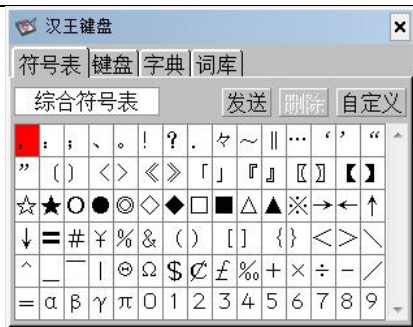 汉王键盘
符号表 键盘 字典 词库
综合符号表 发送 删除 自定义
， ： ； 、 。 ！ ？ ． 々 ～ ‖ … ‘ ’ “
” （ ） 〈 〉 《 》 「 」 『 』 〖 〗 【 】
☆ ★ ○ ● ◎ ◇ ◆ □ ■ △ ▲ ※ → ← ↑
↓ 〓 # ￥ % & （ ） [ ] { } < > \
^ _ ￣ | ⊙ Ω $ ￠ £ ‰ + × ÷ － /
= α β γ π 0 1 2 3 4 5 6 7 8 9